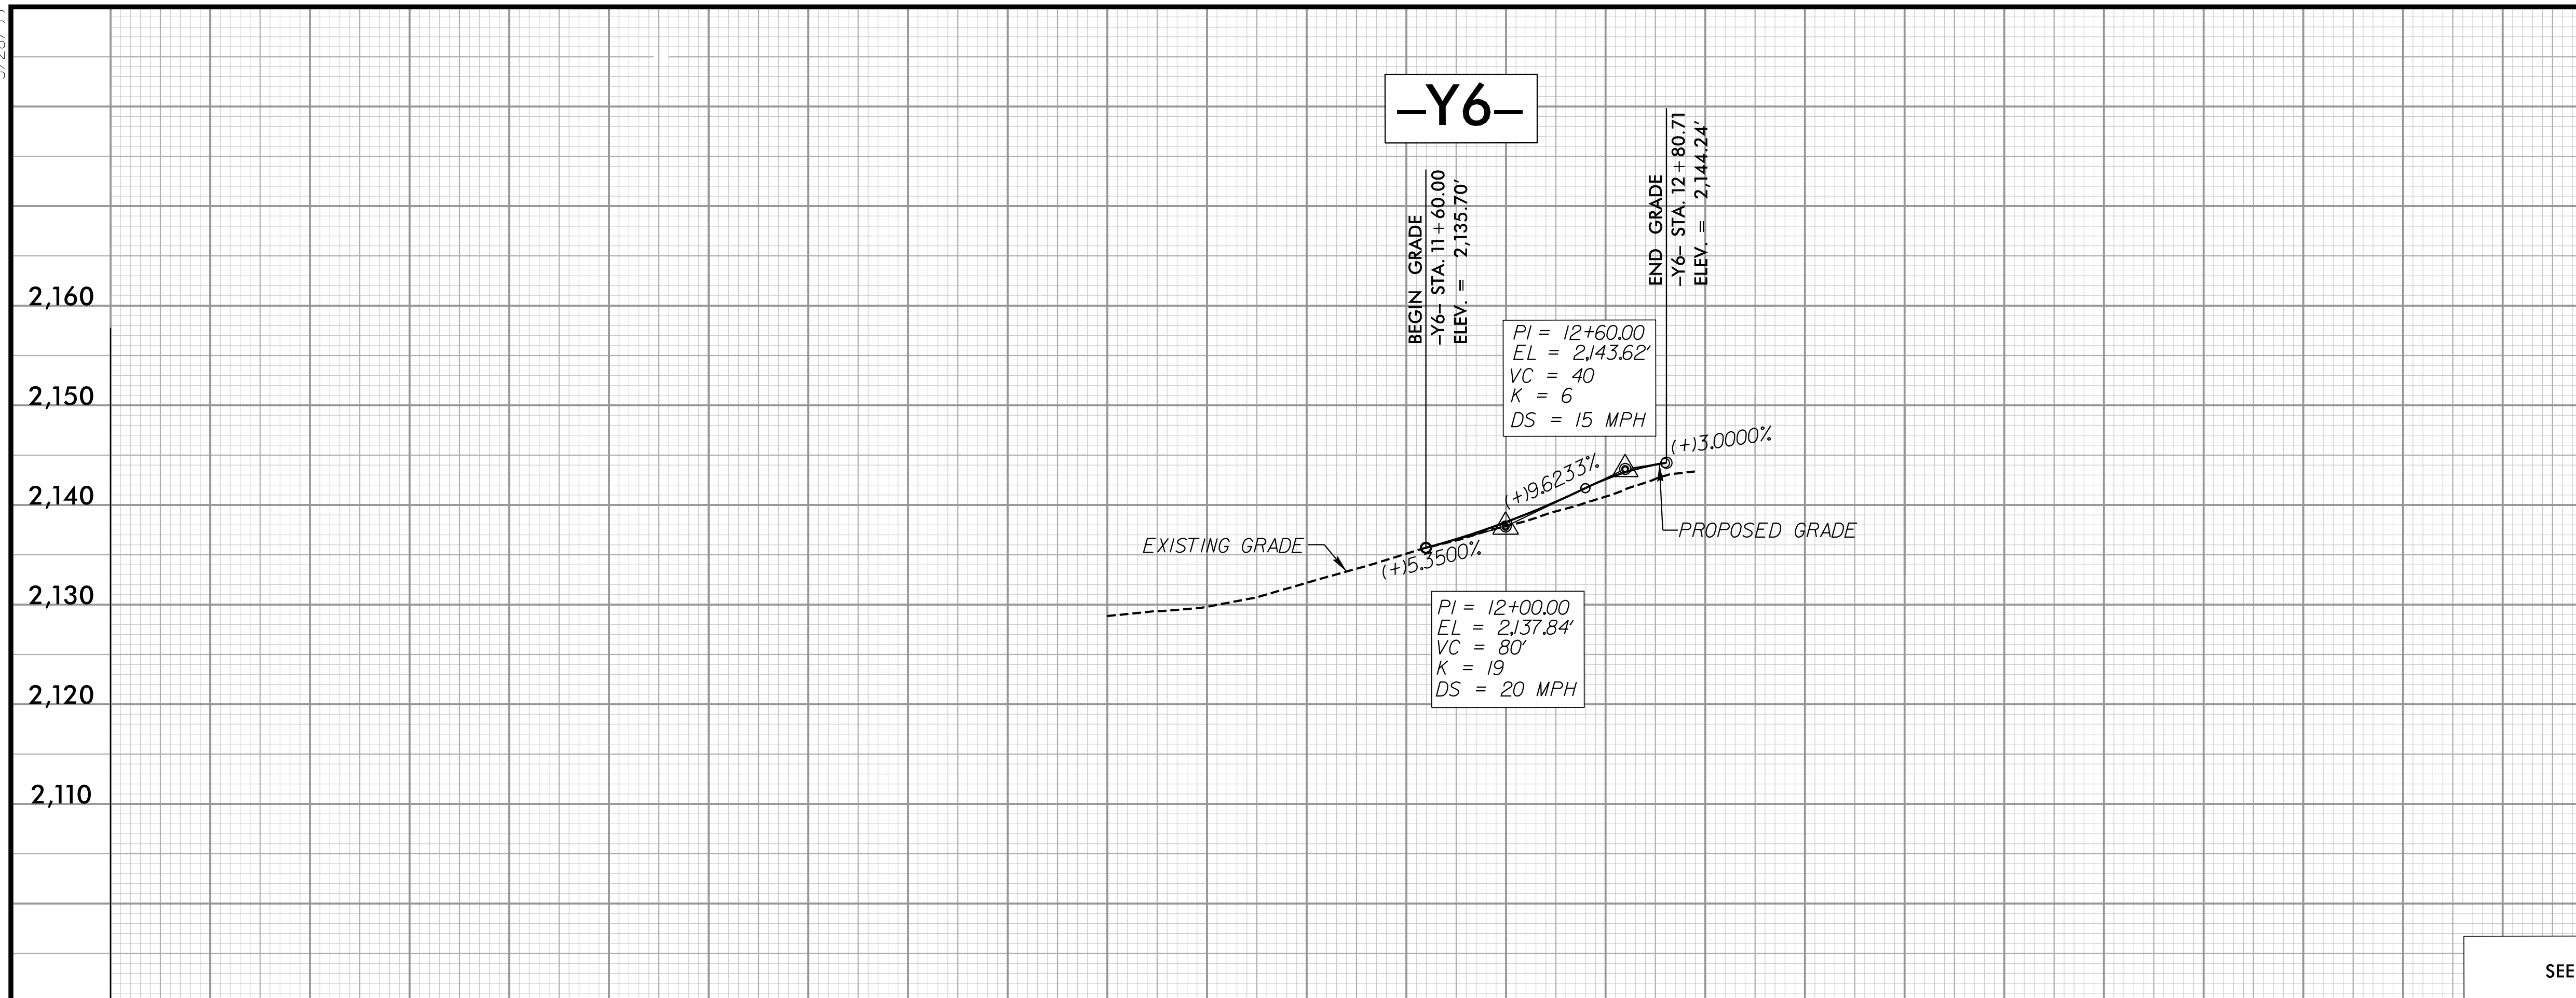 –Y6–
BEGIN GRADE
–Y6– STA. 11+60.00
ELEV. = 2,135.70'
END GRADE
–Y6– STA. 12+80.71
ELEV. = 2,144.24'
2,160
2,150
2,140
2,130
2,120
2,110
PI = 12+60.00
EL = 2,143.62'
VC = 40
K = 6
DS = 15 MPH
(+)3.0000%
(+)9.6233%
(+)5.3500%
EXISTING GRADE
PROPOSED GRADE
PI = 12+00.00
EL = 2,137.84'
VC = 80'
K = 19
DS = 20 MPH
SEE